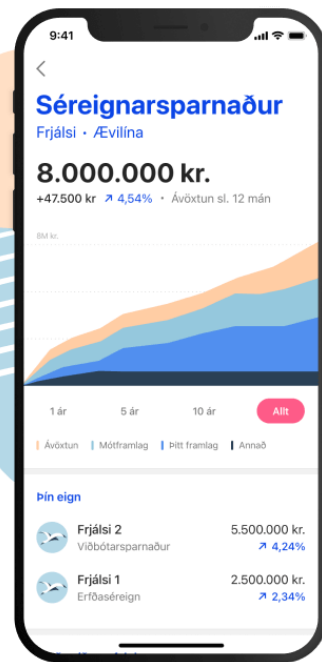 9:41
Séreignarsparnaður
Frjálsi • Ævilína
8.000.000 kr.
+47.500 kr ↗ 4,54% • Ávöxtun sl. 12 mán
8M kr.
1 ár 5 ár 10 ár Allt
Ávöxtun Mótframlag Þitt framlag Annað
Þín eign
Frjálsi 2 5.500.000 kr.
Viðbótarsparnaður ↗ 4,24%
Frjálsi 1 2.500.000 kr.
Erfðaséreign ↗ 2,34%